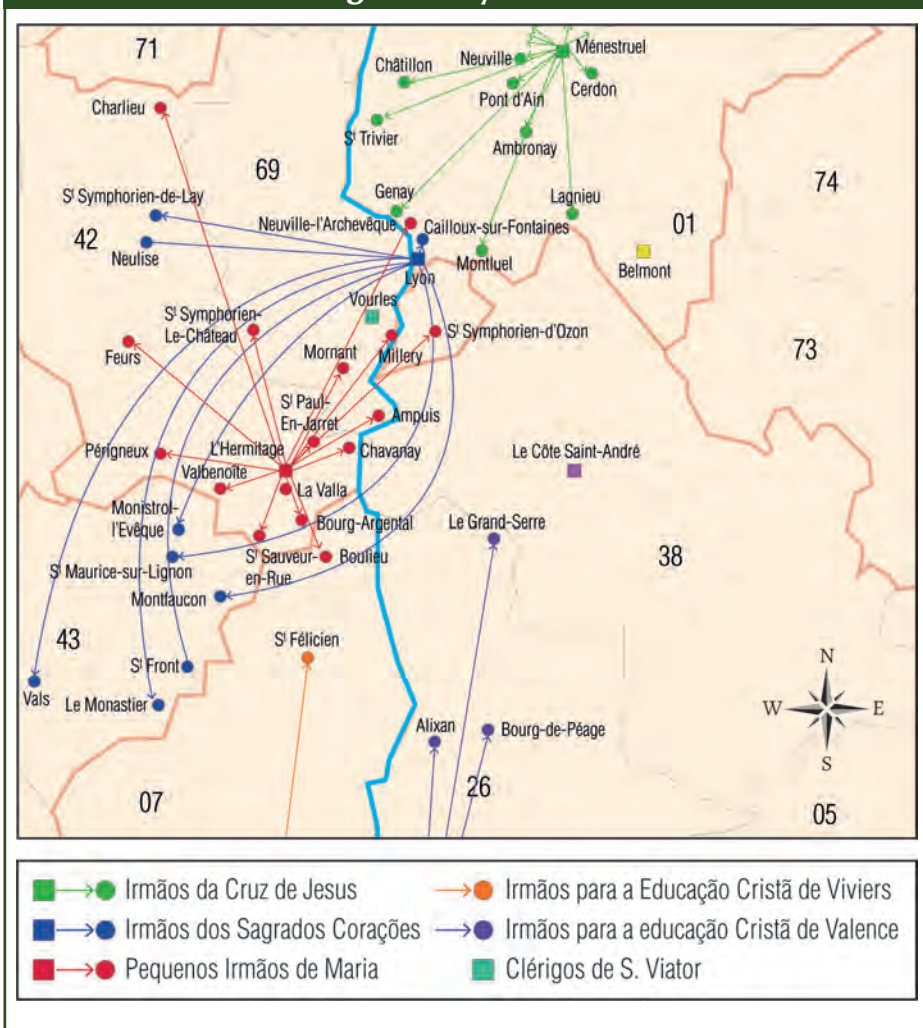 71
Ménestruel
Neuville
Châtillon
Cerdon
Pont d'Ain
Charlieu
Sᵗ Trivier
Ambronay
69
74
Sᵗ Symphorien-de-Lay
Genay
Lagnieu
01
Neuville-l'Archevêque
Cailloux-sur-Fontaines
42
Neulise
Montluel
Belmont
Lyon
Vourles
Sᵗ Symphorien-
Le-Château
Sᵗ Symphorien-d'Ozon
73
Feurs
Mornant
Millery
Sᵗ Paul-
En-Jarret
Ampuis
Périgneux
L'Hermitage
Chavanay
Le Côte Saint-André
Valbenoîte
La Valla
Monistrol-
l'Evêque
Bourg-Argental
Le Grand-Serre
Sᵗ Maurice-sur-Lignon
Sᵗ Sauveur-
en-Rue
Boulieu
38
Montfaucon
43
Sᵗ Félicien
N
Sᵗ Front
Vals
Le Monastier
W
E
Alixan
Bourg-de-Péage
S
07
26
05
Irmãos da Cruz de Jesus
Irmãos para a Educação Cristã de Viviers
Irmãos dos Sagrados Corações
Irmãos para a educação Cristã de Valence
Pequenos Irmãos de Maria
Clérigos de S. Viator